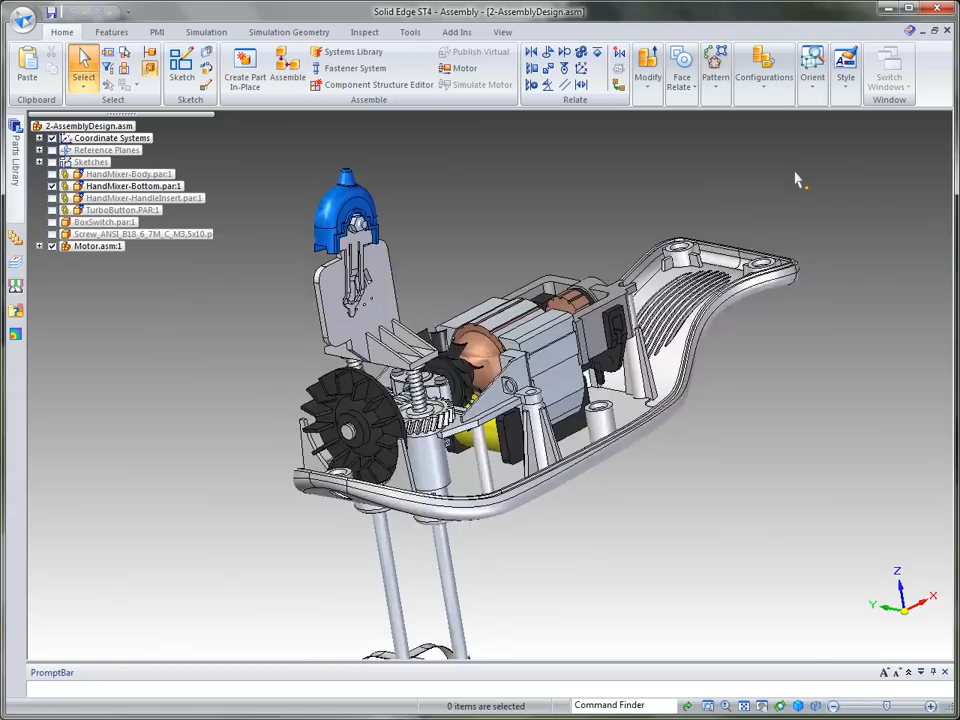 Solid Edge ST4 - Assembly - [2-AssemblyDesign.asm]
Home Features PMI Simulation Simulation Geometry Inspect Tools Add Ins View
Paste
Clipboard
Select
Select
Sketch
Sketch
Create Part In-Place
Assemble
Systems Library
Fastener System
Component Structure Editor
Publish Virtual
Motor
Simulate Motor
Assemble
Relate
Modify
Face Relate
Pattern
Configurations
Orient
Style
Switch Windows
Window
Parts Library
2-AssemblyDesign.asm
Coordinate Systems
Reference Planes
Sketches
HandMixer-Body.par:1
HandMixer-Bottom.par:1
HandMixer-HandleInsert.par:1
TurboButton.PAR:1
BoxSwitch.par:1
Screw_ANSI_B18_6_7M_C_M3,5x10.p
Motor.asm:1
Z
Y
X
PromptBar
0 items are selected
Command Finder